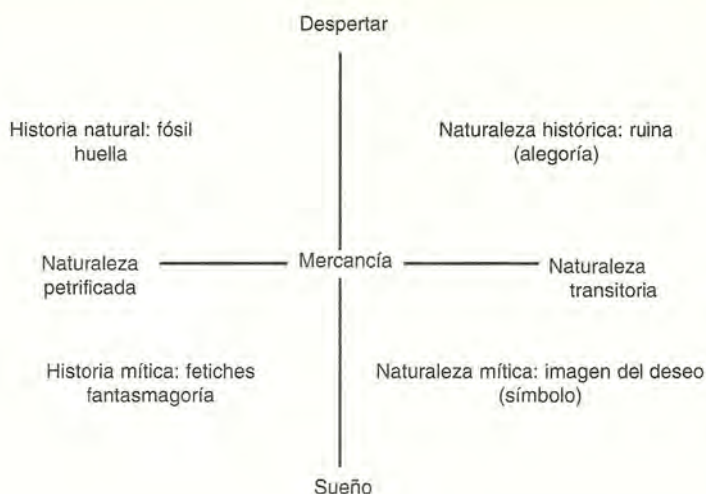 Despertar
Historia natural: fósil
huella
Naturaleza histórica: ruina
(alegoría)
Naturaleza
petrificada
Mercancía
Naturaleza
transitoria
Historia mítica: fetiches
fantasmagoría
Naturaleza mítica: imagen del deseo
(símbolo)
Sueño